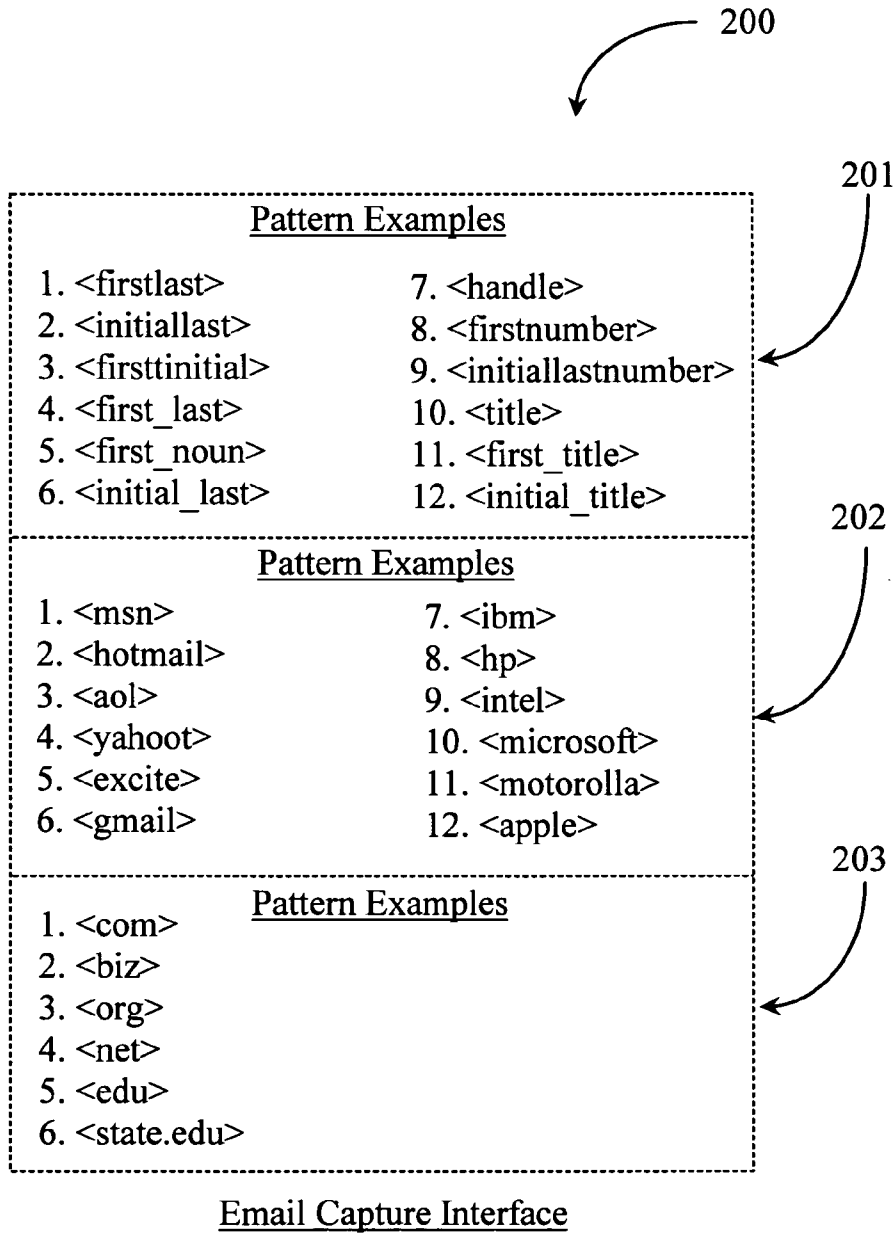 200
201
Pattern Examples
1. <firstlast>
2. <initiallast>
3. <firsttinitial>
4. <first_last>
5. <first_noun>
6. <initial_last>
7. <handle>
8. <firstnumber>
9. <initiallastnumber>
10. <title>
11. <first_title>
12. <initial_title>
202
Pattern Examples
1. <msn>
2. <hotmail>
3. <aol>
4. <yahoot>
5. <excite>
6. <gmail>
7. <ibm>
8. <hp>
9. <intel>
10. <microsoft>
11. <motorolla>
12. <apple>
203
Pattern Examples
1. <com>
2. <biz>
3. <org>
4. <net>
5. <edu>
6. <state.edu>
Email Capture Interface